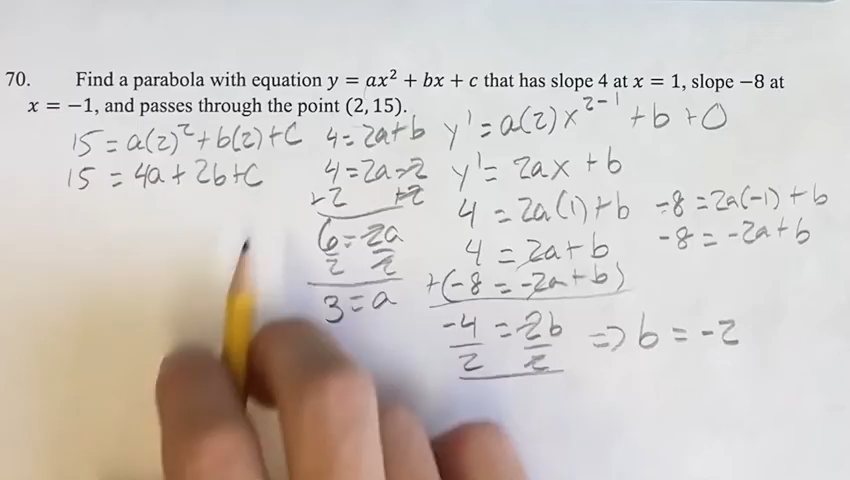 70. Find a parabola with equation y = ax² + bx + c that has slope 4 at x = 1, slope −8 at
x = −1, and passes through the point (2, 15).
15 = a(2)² + b(2) + C
15 = 4a + 2b + C
4 = 2a + b
4 = 2a - 2
+2 +2
6 = 2a
2 2
3 = a
y' = a(2)x²⁻¹ + b + 0
y' = 2ax + b
4 = 2a(1) + b
4 = 2a + b
+(-8 = -2a + b)
-4 = 2b => b = -2
2 2
-8 = 2a(-1) + b
-8 = -2a + b